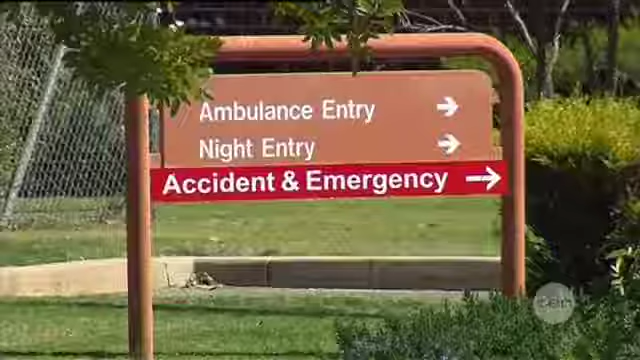 Ambulance Entry →
Night Entry →
Accident & Emergency →